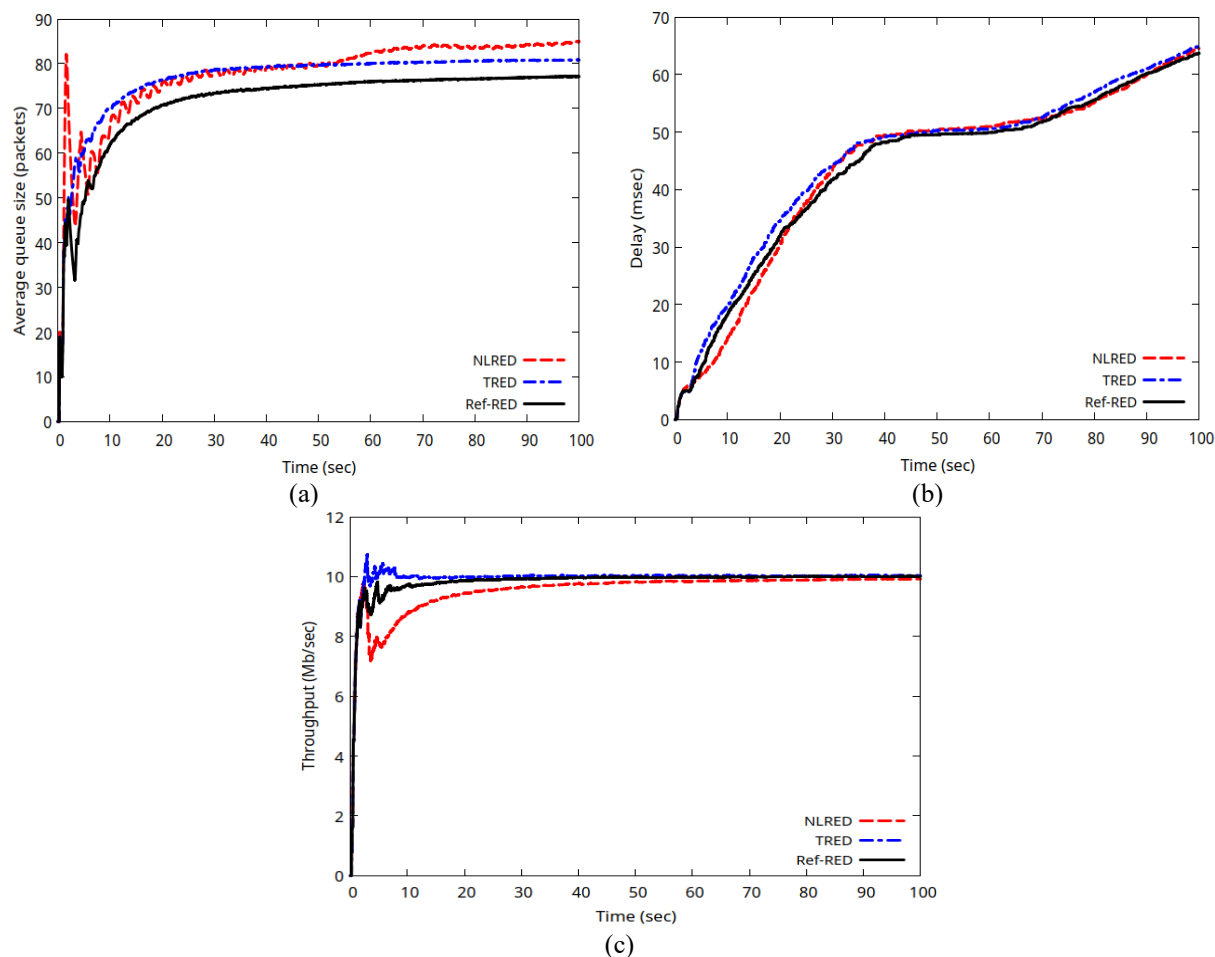 Average queue size (packets)
90
80
70
60
50
40
30
20
10
0
NLRED
TRED
Ref-RED
0 10 20 30 40 50 60 70 80 90 100
Time (sec)
(a)
Delay (msec)
70
60
50
40
30
20
10
0
NLRED
TRED
Ref-RED
0 10 20 30 40 50 60 70 80 90 100
Time (sec)
(b)
Throughput (Mb/sec)
12
10
8
6
4
2
0
NLRED
TRED
Ref-RED
0 10 20 30 40 50 60 70 80 90 100
Time (sec)
(c)